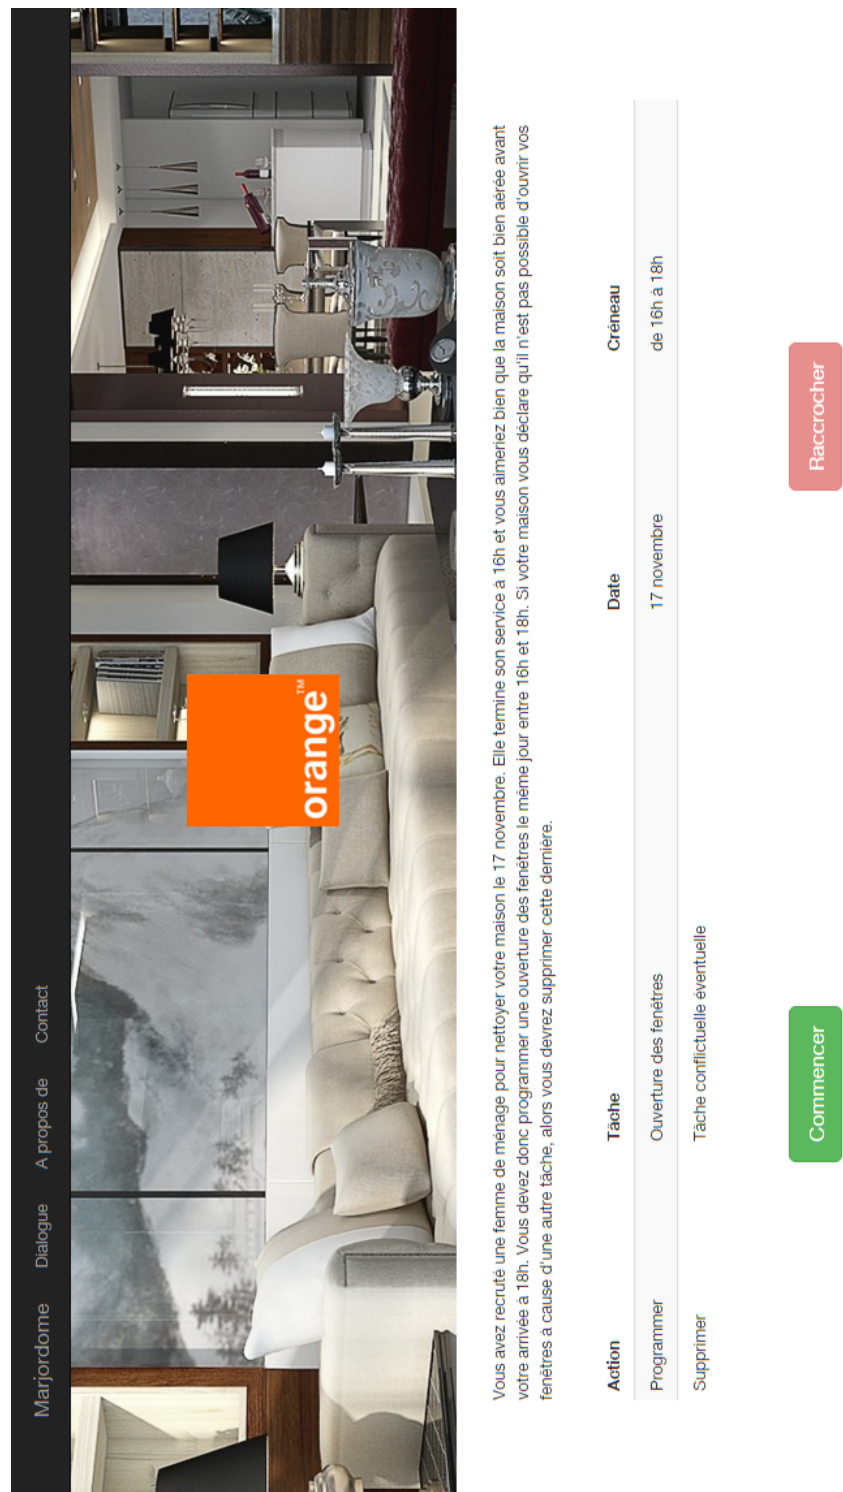 Marjordome Dialogue A propos de Contact
orange™
Vous avez recruté une femme de ménage pour nettoyer votre maison le 17 novembre. Elle termine son service à 16h et vous aimeriez bien que la maison soit bien aérée avant
votre arrivée à 18h. Vous devez donc programmer une ouverture des fenêtres le même jour entre 16h et 18h. Si votre maison vous déclare qu'il n'est pas possible d'ouvrir vos
fenêtres à cause d'une autre tâche, alors vous devrez supprimer cette dernière.
Action Tâche Date Créneau
Programmer Ouverture des fenêtres 17 novembre de 16h à 18h
Supprimer Tâche conflictuelle éventuelle
Commencer Raccrocher